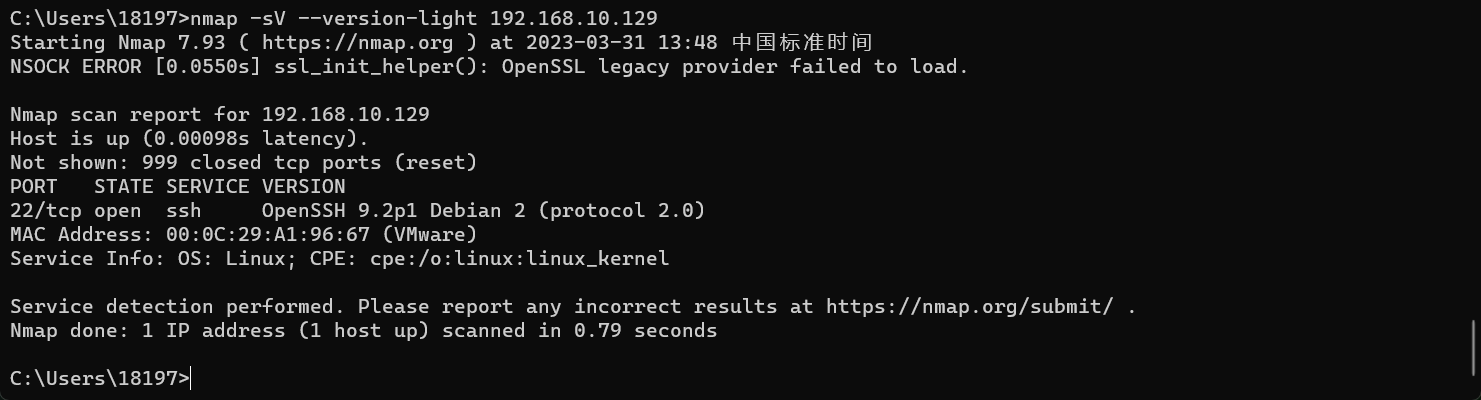 C:\Users\18197>nmap -sV --version-light 192.168.10.129
Starting Nmap 7.93 ( https://nmap.org ) at 2023-03-31 13:48 中国标准时间
NSOCK ERROR [0.0550s] ssl_init_helper(): OpenSSL legacy provider failed to load.

Nmap scan report for 192.168.10.129
Host is up (0.00098s latency).
Not shown: 999 closed tcp ports (reset)
PORT   STATE SERVICE VERSION
22/tcp open  ssh     OpenSSH 9.2p1 Debian 2 (protocol 2.0)
MAC Address: 00:0C:29:A1:96:67 (VMware)
Service Info: OS: Linux; CPE: cpe:/o:linux:linux_kernel

Service detection performed. Please report any incorrect results at https://nmap.org/submit/ .
Nmap done: 1 IP address (1 host up) scanned in 0.79 seconds

C:\Users\18197>